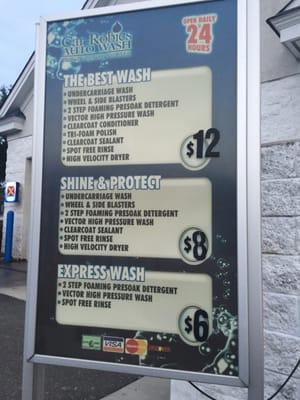 AUTO WASH
OPEN DAILY
24
HOURS
THE BEST WASH
• UNDERCARRIAGE WASH
• WHEEL & SIDE BLASTERS
• 2 STEP FOAMING PRESOAK DETERGENT
• VECTOR HIGH PRESSURE WASH
• CLEARCOAT CONDITIONER
• TRI-FOAM POLISH
• CLEARCOAT SEALANT
• SPOT FREE RINSE
• HIGH VELOCITY DRYER
$12
SHINE & PROTECT
• UNDERCARRIAGE WASH
• WHEEL & SIDE BLASTERS
• 2 STEP FOAMING PRESOAK DETERGENT
• VECTOR HIGH PRESSURE WASH
• CLEARCOAT SEALANT
• SPOT FREE RINSE
• HIGH VELOCITY DRYER
$8
EXPRESS WASH
• 2 STEP FOAMING PRESOAK DETERGENT
• VECTOR HIGH PRESSURE WASH
• SPOT FREE RINSE
$6
VISA
MasterCard